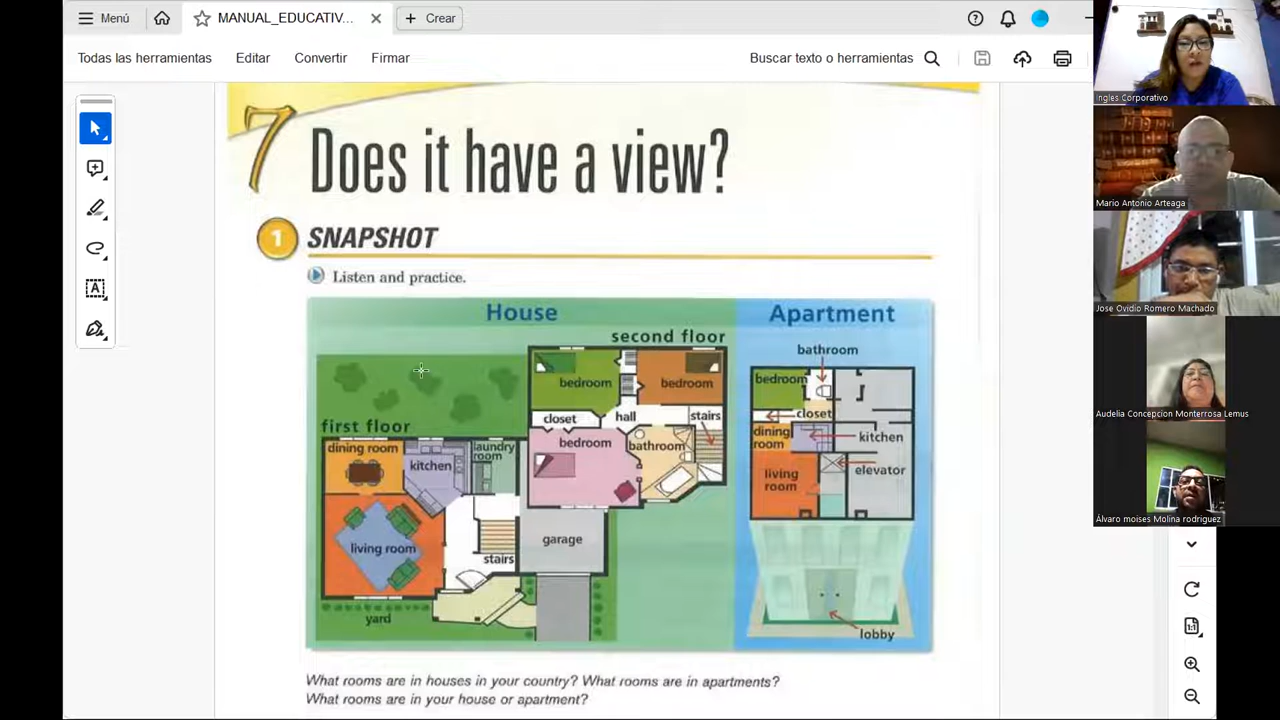 Menú
MANUAL_EDUCATIV...
Crear
Todas las herramientas
Editar
Convertir
Firmar
Buscar texto o herramientas
7 Does it have a view?
1 SNAPSHOT
Listen and practice.
House
second floor
bedroom
bedroom
closet
hall
stairs
bedroom
bathroom
first floor
dining room
kitchen
laundry
room
living room
stairs
garage
yard
Apartment
bathroom
bedroom
closet
dining
room
kitchen
living
room
elevator
lobby
What rooms are in houses in your country? What rooms are in apartments?
What rooms are in your house or apartment?
Ingles Corporativo
Mario Antonio Arteaga
Jose Ovidio Romero Machado
Audelia Concepcion Monterrosa Lemus
Álvaro moises Molina rodriguez
1:1